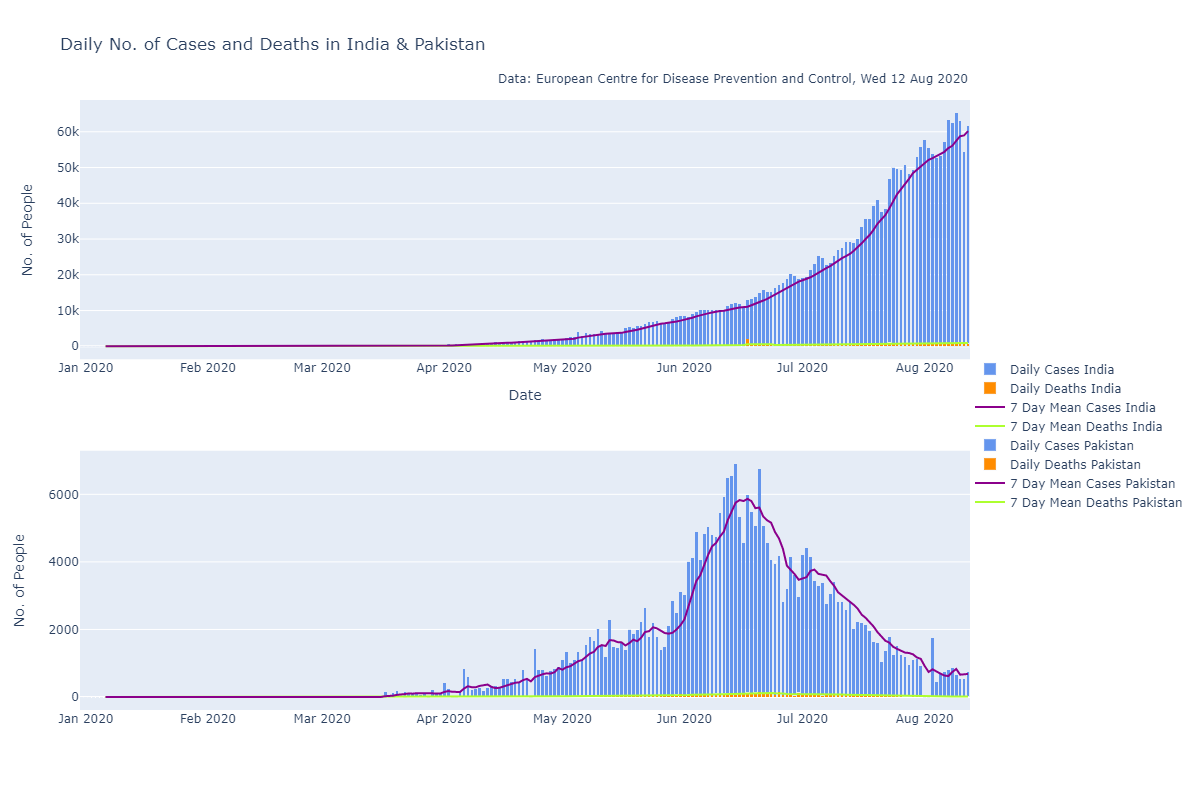 Daily No. of Cases and Deaths in India & Pakistan
Data: European Centre for Disease Prevention and Control, Wed 12 Aug 2020
No. of People
60k
50k
40k
30k
20k
10k
0
Jan 2020 Feb 2020 Mar 2020 Apr 2020 May 2020 Jun 2020 Jul 2020 Aug 2020
Date
Daily Cases India
Daily Deaths India
7 Day Mean Cases India
7 Day Mean Deaths India
Daily Cases Pakistan
Daily Deaths Pakistan
7 Day Mean Cases Pakistan
7 Day Mean Deaths Pakistan
No. of People
6000
4000
2000
0
Jan 2020 Feb 2020 Mar 2020 Apr 2020 May 2020 Jun 2020 Jul 2020 Aug 2020